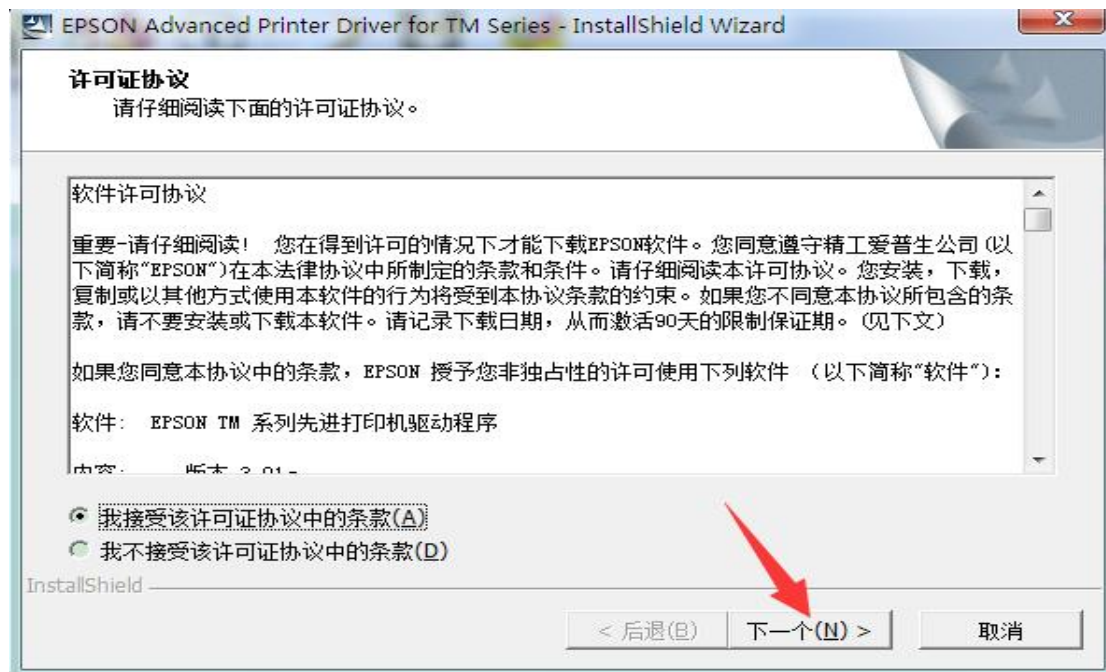 EPSON Advanced Printer Driver for TM Series - InstallShield Wizard
许可证协议
请仔细阅读下面的许可证协议。
软件许可协议
重要-请仔细阅读！ 您在得到许可的情况下才能下载EPSON软件。您同意遵守精工爱普生公司(以
下简称"EPSON")在本法律协议中所制定的条款和条件。请仔细阅读本许可协议。您安装，下载，
复制或以其他方式使用本软件的行为将受到本协议条款的约束。如果您不同意本协议所包含的条
款，请不要安装或下载本软件。请记录下载日期，从而激活90天的限制保证期。(见下文)
如果您同意本协议中的条款，EPSON 授予您非独占性的许可使用下列软件 （以下简称"软件"）：
软件: EPSON TM 系列先进打印机驱动程序
内容: 版本 3.01
我接受该许可证协议中的条款(A)
我不接受该许可证协议中的条款(D)
InstallShield
< 后退(B)
下一个(N) >
取消